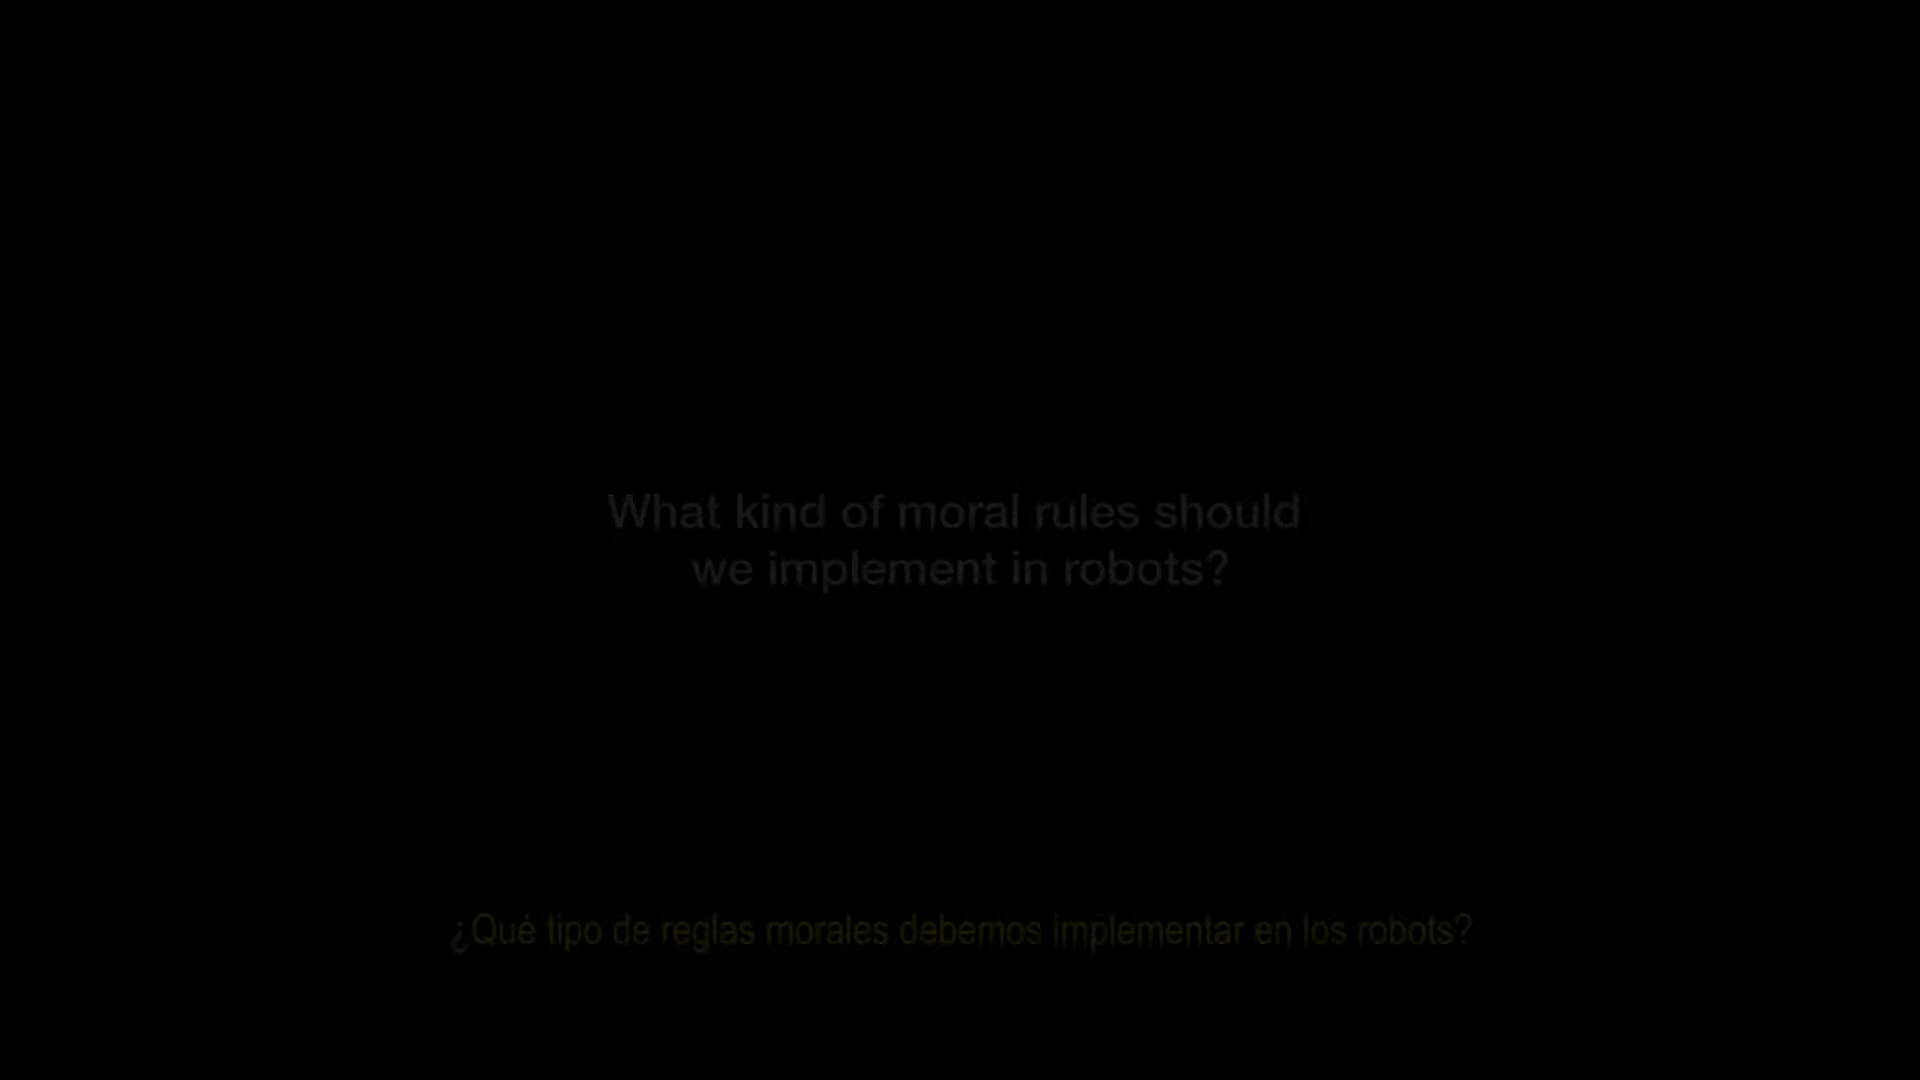 What kind of moral rules should
we implement in robots?
¿Qué tipo de reglas morales debemos implementar en los robots?